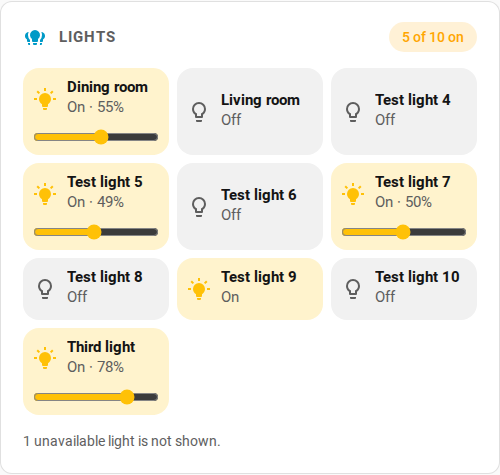 LIGHTS
5 of 10 on
Dining room
On · 55%
Living room
Off
Test light 4
Off
Test light 5
On · 49%
Test light 6
Off
Test light 7
On · 50%
Test light 8
Off
Test light 9
On
Test light 10
Off
Third light
On · 78%
1 unavailable light is not shown.